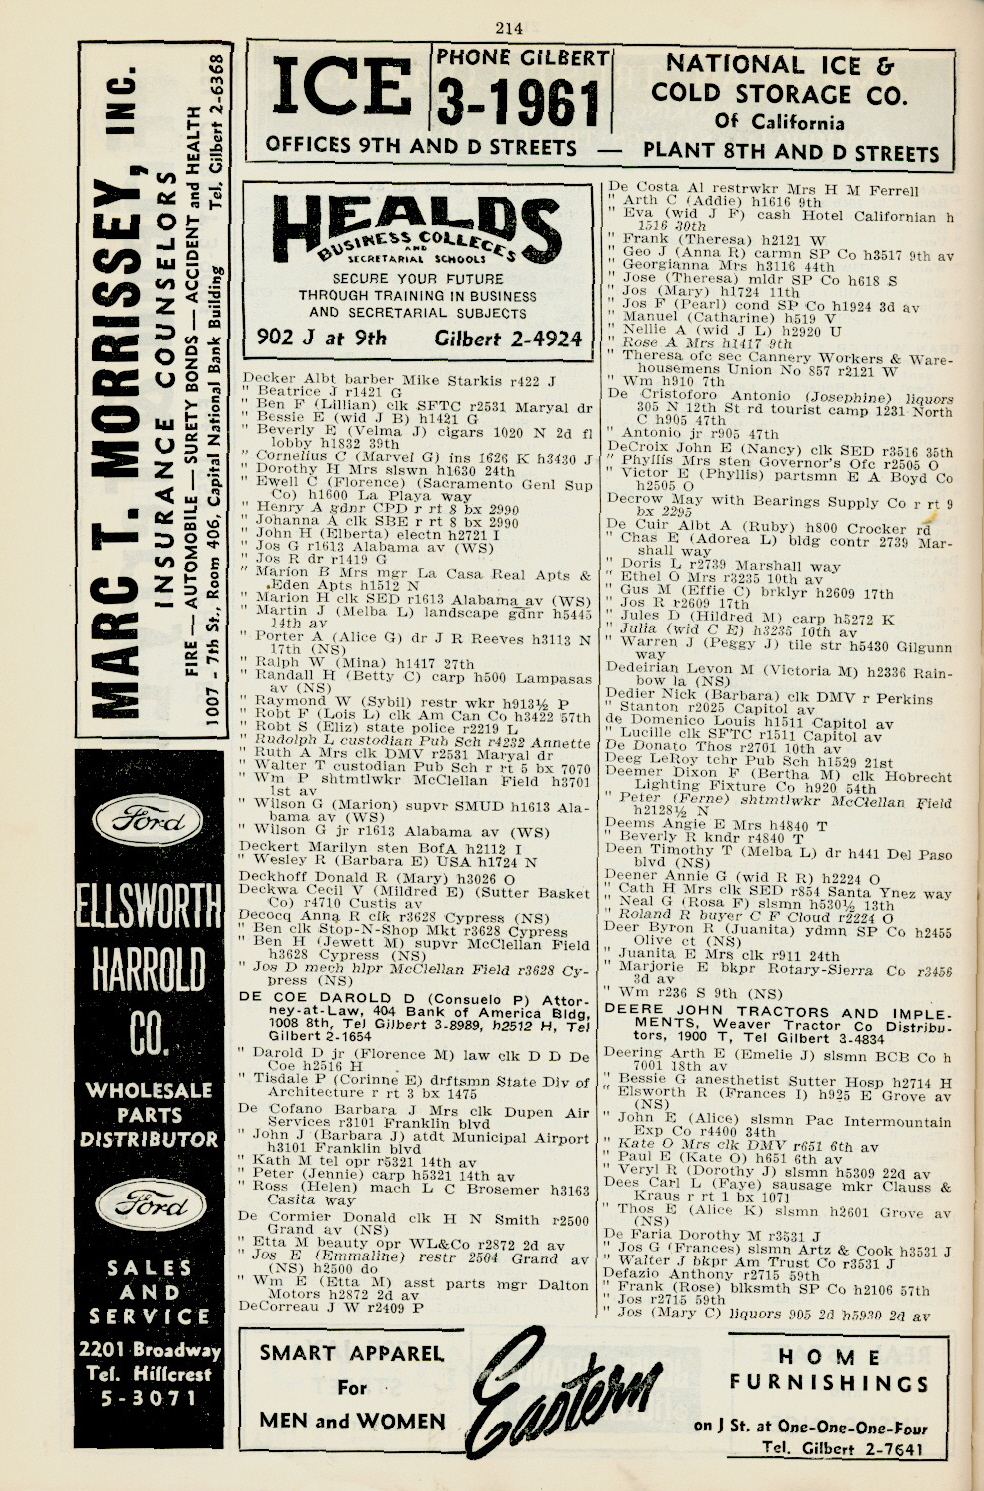 214
MARC T. MORRISSEY, INC.
INSURANCE COUNSELORS
FIRE — AUTOMOBILE — SURETY BONDS — ACCIDENT and HEALTH
1007 - 7th St., Room 406, Capital National Bank Building Tel. Gilbert 2-6368
Ford
ELLSWORTH
HARROLD
CO.
WHOLESALE
PARTS
DISTRIBUTOR
Ford
SALES
AND
SERVICE
2201 Broadway
Tel. Hillcrest
5-3071
ICE
PHONE GILBERT
3-1961
NATIONAL ICE &
COLD STORAGE CO.
Of California
OFFICES 9TH AND D STREETS — PLANT 8TH AND D STREETS
HEALDS
BUSINESS COLLEGES
AND
SECRETARIAL SCHOOLS
SECURE YOUR FUTURE
THROUGH TRAINING IN BUSINESS
AND SECRETARIAL SUBJECTS
902 J at 9th Gilbert 2-4924
Decker Albt barber Mike Starkis r422 J
" Beatrice J r1421 G
" Ben F (Lillian) clk SFTC r2531 Maryal dr
" Bessie E (wid J B) h1421 G
" Beverly E (Velma J) cigars 1020 N 2d fl
lobby h1832 39th
" Cornelius C (Marvel G) ins 1626 K h3430 J
" Dorothy H Mrs slswn h1630 24th
" Ewell C (Florence) (Sacramento Genl Sup
Co) h1600 La Playa way
" Henry A gdnr CPD r rt 8 bx 2990
" Johanna A clk SBE r rt 8 bx 2990
" John H (Elberta) electn h2721 I
" Jos G r1613 Alabama av (WS)
" Jos R dr r1419 G
" Marion B Mrs mgr La Casa Real Apts &
Eden Apts h1512 N
" Marion H clk SED r1613 Alabama av (WS)
" Martin J (Melba L) landscape gdnr h5445
14th av
" Porter A (Alice G) dr J R Reeves h3113 N
17th (NS)
" Ralph W (Mina) h1417 27th
" Randall H (Betty C) carp h500 Lampasas
av (NS)
" Raymond W (Sybil) restr wkr h913½ P
" Robt F (Lois L) clk Am Can Co h3422 57th
" Robt S (Eliz) state police r2219 L
" Rudolph L custodian Pub Sch r4232 Annette
" Ruth A Mrs clk DMV r2531 Maryal dr
" Walter T custodian Pub Sch r rt 5 bx 7070
" Wm P shtmtlwkr McClellan Field h3701
1st av
" Wilson G (Marion) supvr SMUD h1613 Ala-
bama av (WS)
" Wilson G jr r1613 Alabama av (WS)
Deckert Marilyn sten BofA h2112 I
" Wesley R (Barbara E) USA h1724 N
Deckhoff Donald R (Mary) h3026 O
Deckwa Cecil V (Mildred E) (Sutter Basket
Co) r4710 Custis av
Decocq Anna R clk r3628 Cypress (NS)
" Ben clk Stop-N-Shop Mkt r3628 Cypress
" Ben H (Jewett M) supvr McClellan Field
h3628 Cypress (NS)
" Jos D mech hlpr McClellan Field r3628 Cy-
press (NS)
DE COE DAROLD D (Consuelo P) Attor-
ney-at-Law, 404 Bank of America Bldg,
1008 8th, Tel Gilbert 3-8989, h2512 H, Tel
Gilbert 2-1654
" Darold D jr (Florence M) law clk D D De
Coe h2516 H
" Tisdale P (Corinne E) drftsmn State Div of
Architecture r rt 3 bx 1475
De Cofano Barbara J Mrs clk Dupen Air
Services r3101 Franklin blvd
" John J (Barbara J) atdt Municipal Airport
h3101 Franklin blvd
" Kath M tel opr r5321 14th av
" Peter (Jennie) carp h5321 14th av
" Ross (Helen) mach L C Brosemer h3163
Casita way
De Cormier Donald clk H N Smith r2500
Grand av (NS)
" Etta M beauty opr WL&Co r2872 2d av
" Jos E (Emmaline) restr 2504 Grand av
(NS) h2500 do
" Wm E (Etta M) asst parts mgr Dalton
Motors h2872 2d av
DeCorreau J W r2409 P
De Costa Al restrwkr Mrs H M Ferrell
" Arth C (Addie) h1616 9th
" Eva (wid J F) cash Hotel Californian h
1516 30th
" Frank (Theresa) h2121 W
" Geo J (Anna R) carmn SP Co h3517 9th av
" Georgianna Mrs h3116 44th
" Jose (Theresa) mldr SP Co h618 S
" Jos (Mary) h1724 11th
" Jos F (Pearl) cond SP Co h1924 3d av
" Manuel (Catharine) h519 V
" Nellie A (wid J L) h2920 U
" Rose A Mrs h1417 9th
" Theresa ofc sec Cannery Workers & Ware-
housemens Union No 857 r2121 W
" Wm h910 7th
De Cristoforo Antonio (Josephine) liquors
305 N 12th St rd tourist camp 1231 North
C h905 47th
" Antonio jr r905 47th
DeCroix John E (Nancy) clk SED r3516 35th
" Phyllis Mrs sten Governor's Ofc r2505 O
" Victor E (Phyllis) partsmn E A Boyd Co
h2505 O
Decrow May with Bearings Supply Co r rt 9
bx 2295
De Cuir Albt A (Ruby) h800 Crocker rd
" Chas E (Adorea L) bldg contr 2739 Mar-
shall way
" Doris L r2739 Marshall way
" Ethel O Mrs r3235 10th av
" Gus M (Effie C) brklyr h2609 17th
" Jos R r2609 17th
" Jules D (Hildred M) carp h5272 K
" Julia (wid C E) h3235 10th av
" Warren J (Peggy J) tile str h5430 Gilgunn
way
Dedeirian Levon M (Victoria M) h2336 Rain-
bow la (NS)
Dedier Nick (Barbara) clk DMV r Perkins
" Stanton r2025 Capitol av
de Domenico Louis h1511 Capitol av
" Lucille clk SFTC r1511 Capitol av
De Donato Thos r2701 10th av
Deeg LeRoy tchr Pub Sch h1529 21st
Deemer Dixon F (Bertha M) clk Hobrecht
Lighting Fixture Co h920 54th
" Peter (Ferne) shtmtlwkr McClellan Field
h2128½ N
Deems Angie E Mrs h4840 T
" Beverly R kndr r4840 T
Deen Timothy T (Melba L) dr h441 Del Paso
blvd (NS)
Deener Annie G (wid R R) h2224 O
" Cath H Mrs clk SED r854 Santa Ynez way
" Neal G (Rosa F) slsmn h530½ 13th
" Roland R buyer C F Cloud r2224 O
Deer Byron R (Juanita) ydmn SP Co h2455
Olive ct (NS)
" Juanita E Mrs clk r911 24th
" Marjorie E bkpr Rotary-Sierra Co r3456
3d av
" Wm r236 S 9th (NS)
DEERE JOHN TRACTORS AND IMPLE-
MENTS, Weaver Tractor Co Distribu-
tors, 1900 T, Tel Gilbert 3-4834
Deering Arth E (Emelie J) slsmn BCB Co h
7001 18th av
" Bessie G anesthetist Sutter Hosp h2714 H
" Elsworth R (Frances I) h925 E Grove av
(NS)
" John E (Alice) slsmn Pac Intermountain
Exp Co r4400 34th
" Kate O Mrs clk DMV r651 6th av
" Paul E (Kate O) h651 6th av
" Veryl R (Dorothy J) slsmn h5309 22d av
Dees Carl L (Faye) sausage mkr Clauss &
Kraus r rt 1 bx 1071
" Thos E (Alice K) slsmn h2601 Grove av
(NS)
De Faria Dorothy M r3531 J
" Jos G (Frances) slsmn Artz & Cook h3531 J
" Walter J bkpr Am Trust Co r3531 J
Defazio Anthony r2715 59th
" Frank (Rose) blksmth SP Co h2106 57th
" Jos r2715 59th
" Jos (Mary C) liquors 905 2d h5930 2d av
SMART APPAREL
For
MEN and WOMEN
Eastern
HOME
FURNISHINGS
on J St. at One-One-One-Four
Tel. Gilbert 2-7641